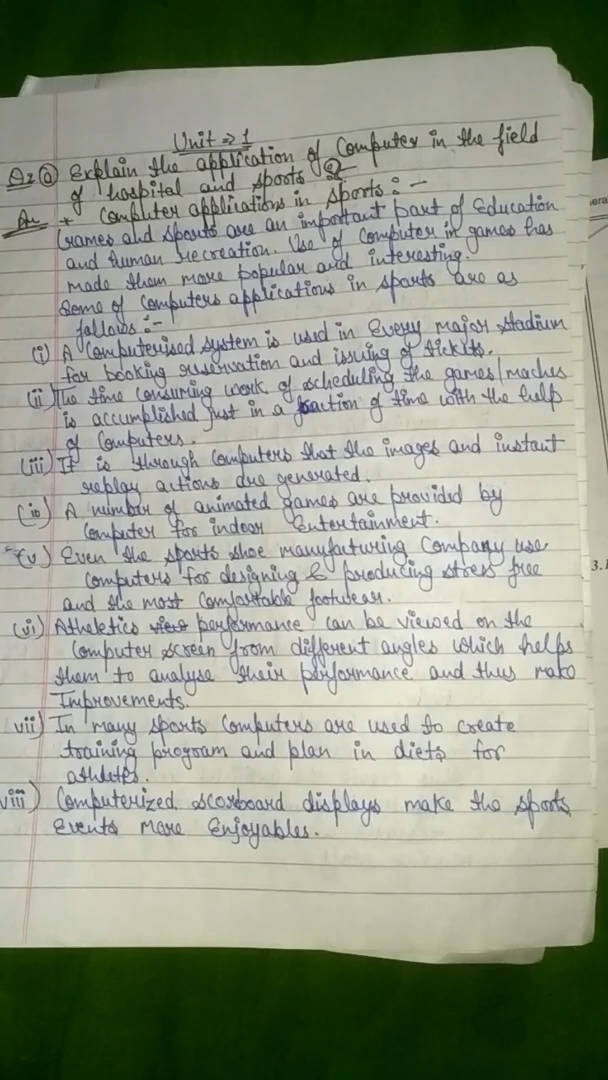 Unit ⇒ 1
Q2 (a) Explain the application of Computer in the field
of hospital and sports ?
Ans * Computer applications in sports :-
Games and sports are an important part of Education
and human recreation. Use of Computer in games has
made them more popular and interesting.
Some of Computers applications in sports are as
follows :-
(i) A Computerised system is used in Every major stadium
for booking reservation and issuing of tickits.
(ii) The time consuming work of scheduling the games/maches
is accomplished Just in a fraction of time with the help
of Computers.
(iii) It is through Computers that the images and instant
replay actions due generated.
(iv) A number of animated games are provided by
Computer for indoor Entertainment.
(v) Even the sports shoe manufuturing Company use
Computers for designing & producing stress free
and the most Comfortable footwear.
(vi) Atheletics performance can be viewed on the
Computer screen from different angles which helps
them to analyse their performance and thus make
Improvements.
vii) In many sports Computers are used to create
training program and plan in diets for
athletes.
viii) Computerized scorboard displays make the sports
Events more Enjoyables.
3.1